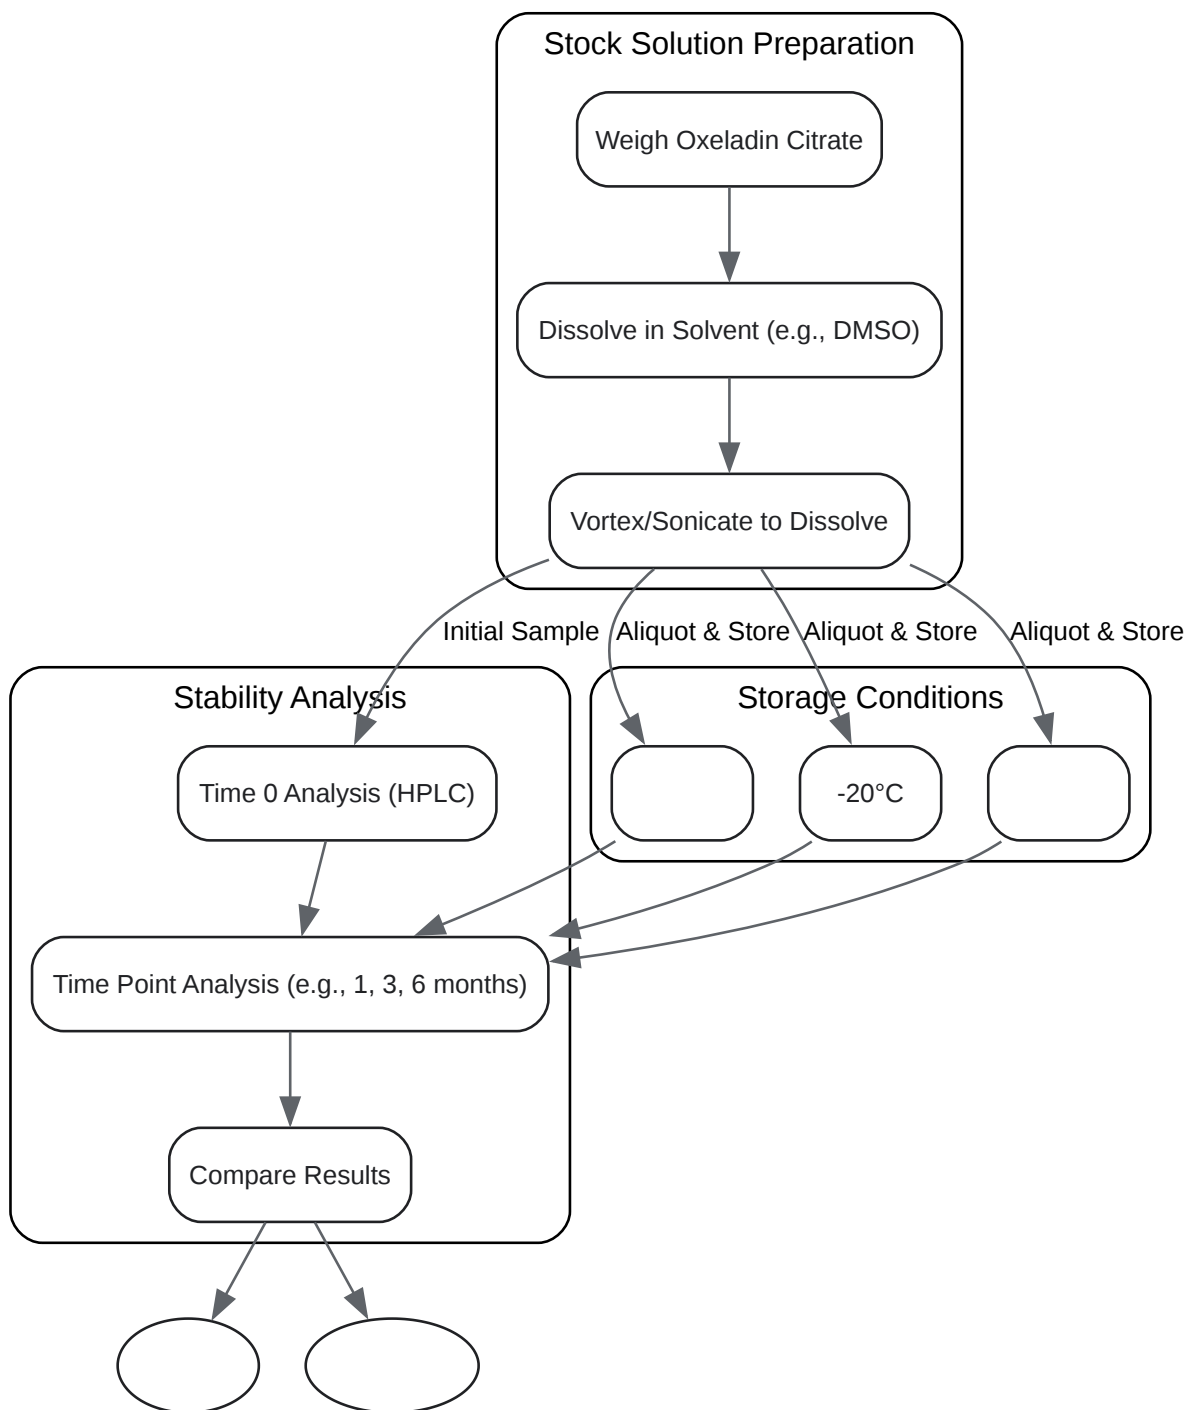 Stock Solution Preparation
Weigh Oxeladin Citrate
Dissolve in Solvent (e.g., DMSO)
Vortex/Sonicate to Dissolve
Initial Sample
Aliquot & Store
Aliquot & Store
Aliquot & Store
Stability Analysis
Storage Conditions
Time 0 Analysis (HPLC)
-20°C
Time Point Analysis (e.g., 1, 3, 6 months)
Compare Results